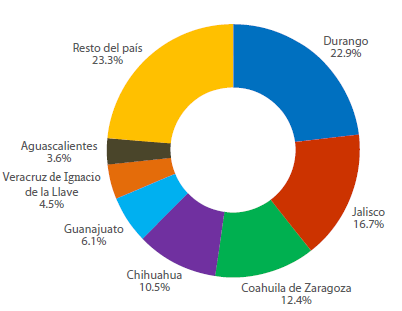 Durango
22.9%
Jalisco
16.7%
Coahuila de Zaragoza
12.4%
Chihuahua
10.5%
Guanajuato
6.1%
Veracruz de Ignacio
de la Llave
4.5%
Aguascalientes
3.6%
Resto del país
23.3%